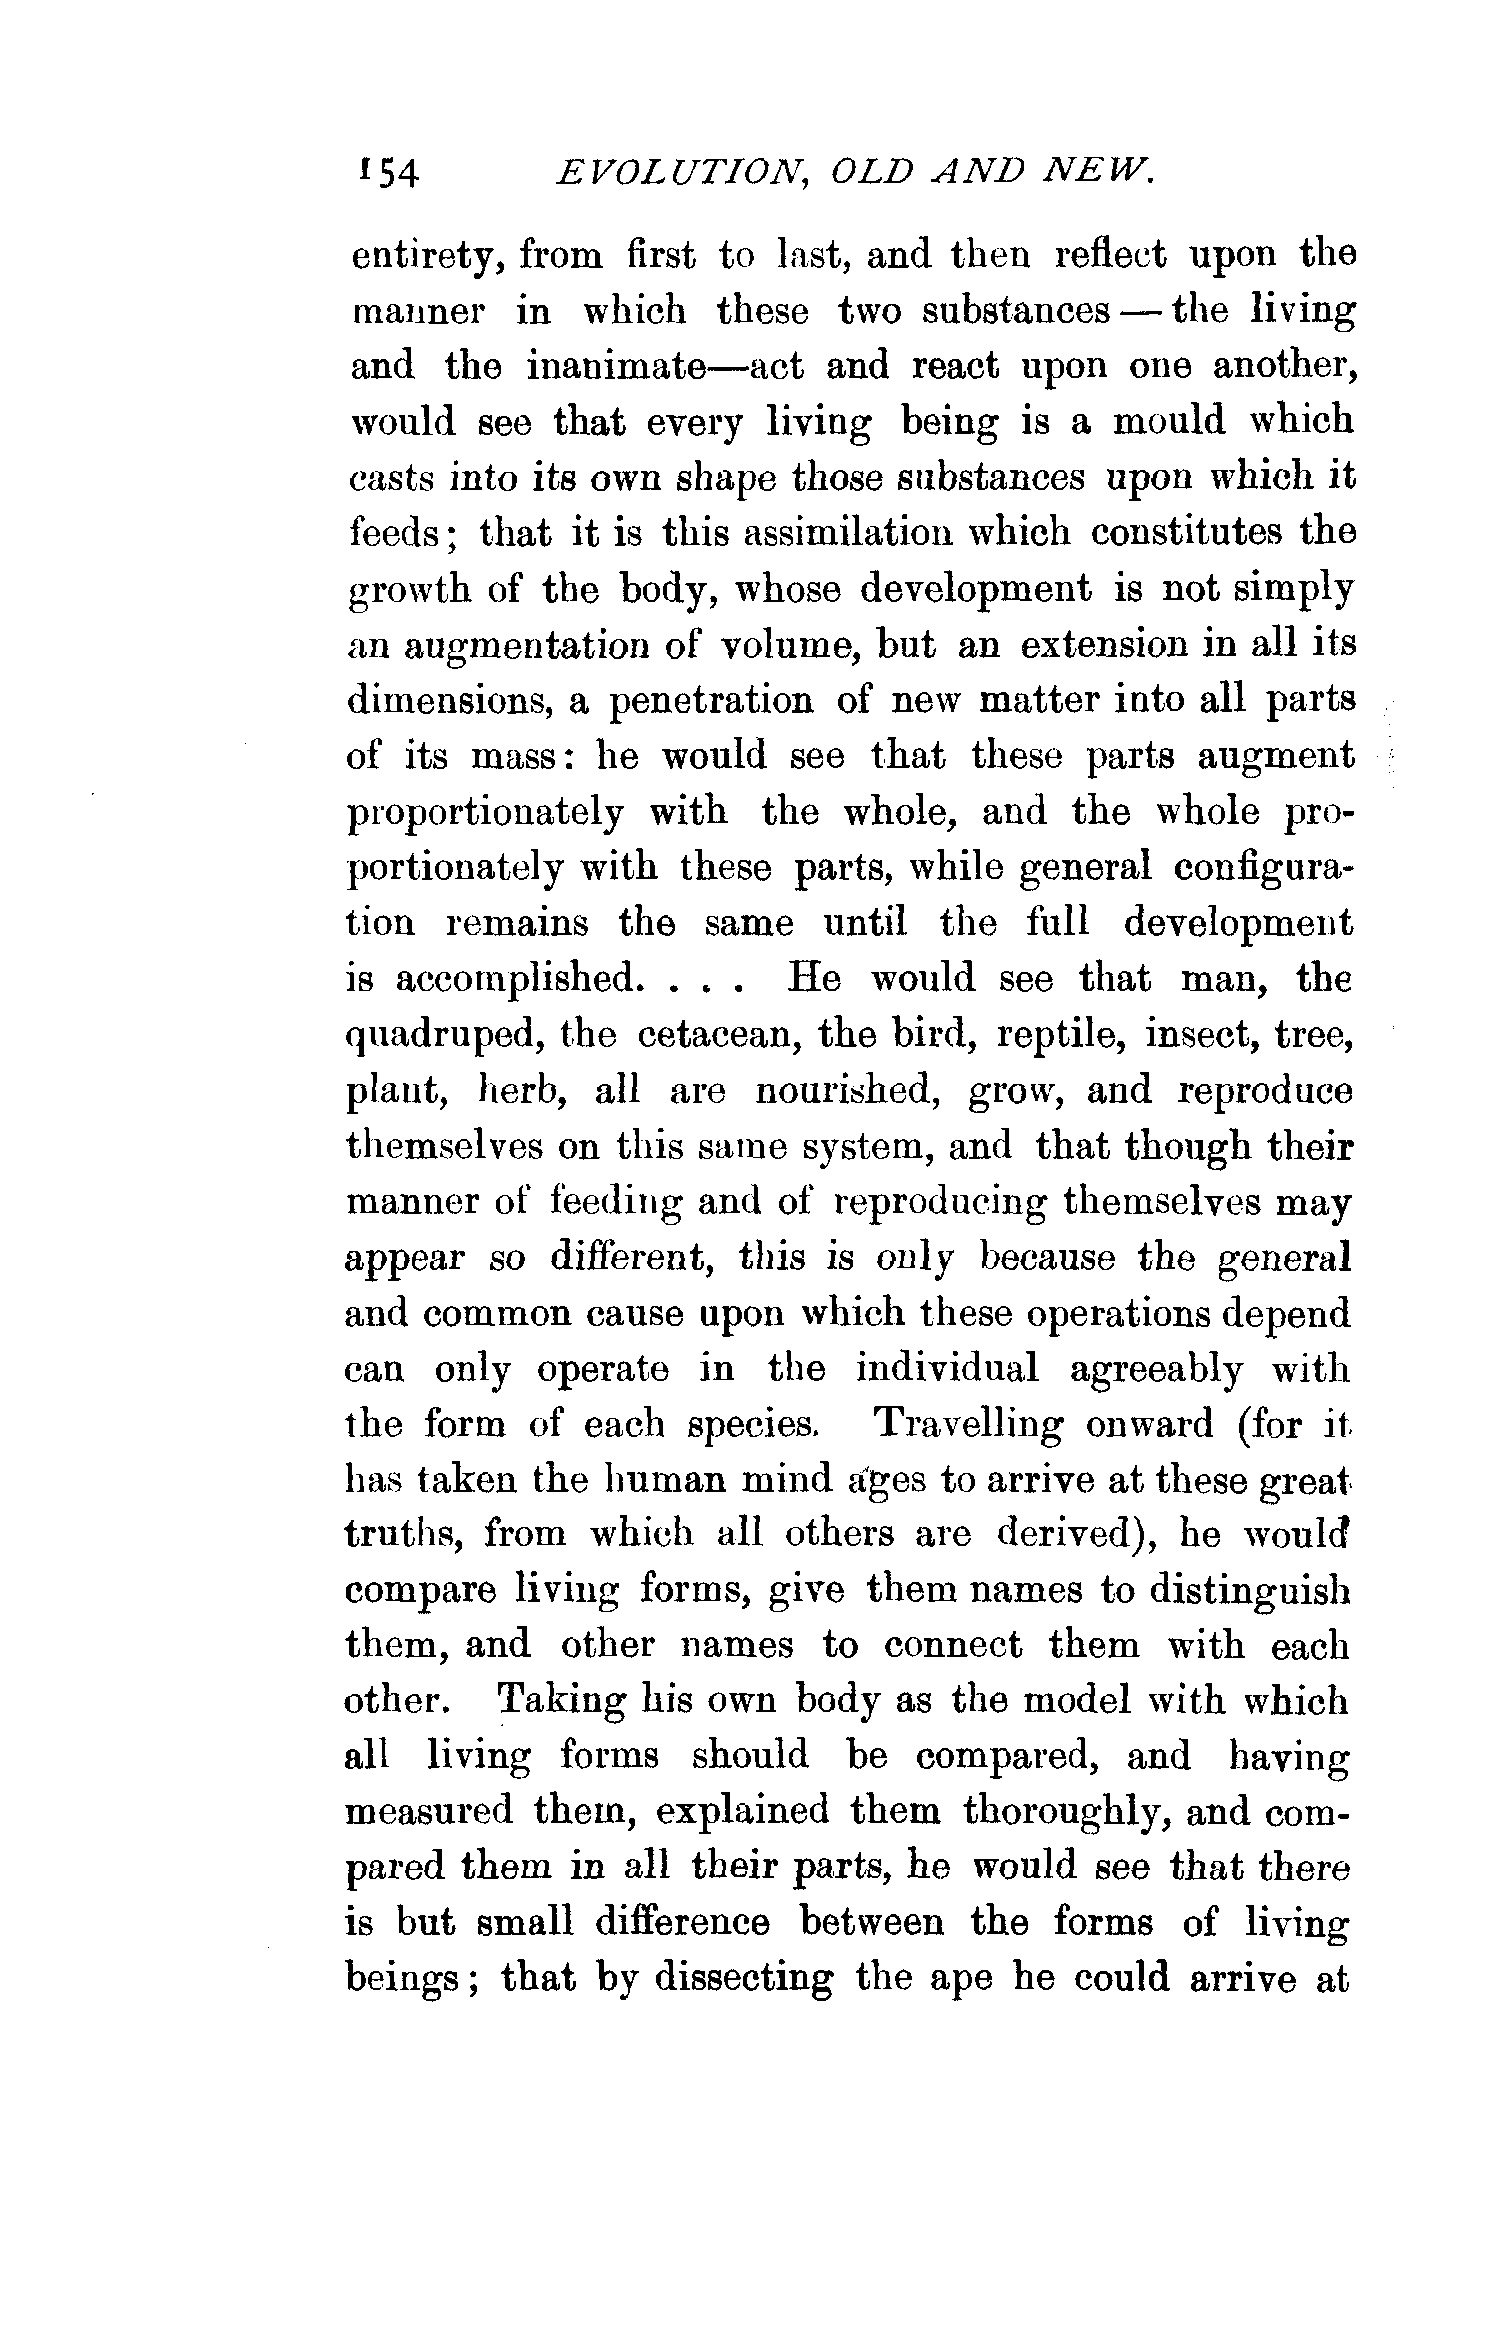 154 EVOLUTION, OLD AND NEW.
entirety, from first to last, and then reflect upon the
manner in which these two substances — the living
and the inanimate—act and react upon one another,
would see that every living being is a mould which
casts into its own shape those substances upon which it
feeds; that it is this assimilation which constitutes the
growth of the body, whose development is not simply
an augmentation of volume, but an extension in all its
dimensions, a penetration of new matter into all parts
of its mass: he would see that these parts augment
proportionately with the whole, and the whole pro-
portionately with these parts, while general configura-
tion remains the same until the full development
is accomplished. . . . He would see that man, the
quadruped, the cetacean, the bird, reptile, insect, tree,
plant, herb, all are nourished, grow, and reproduce
themselves on this same system, and that though their
manner of feeding and of reproducing themselves may
appear so different, this is only because the general
and common cause upon which these operations depend
can only operate in the individual agreeably with
the form of each species. Travelling onward (for it
has taken the human mind ages to arrive at these great
truths, from which all others are derived), he would
compare living forms, give them names to distinguish
them, and other names to connect them with each
other. Taking his own body as the model with which
all living forms should be compared, and having
measured them, explained them thoroughly, and com-
pared them in all their parts, he would see that there
is but small difference between the forms of living
beings; that by dissecting the ape he could arrive at